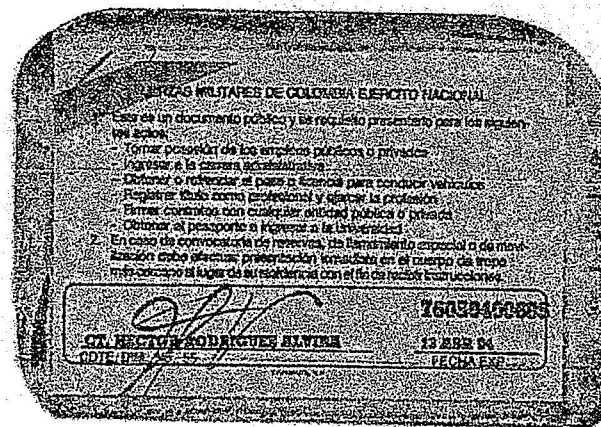 FUERZAS MILITARES DE COLOMBIA EJERCITO NACIONAL
Este es un documento público y es requisito presentarlo para los siguien-
tes actos:
Tomar posesión de los empleos públicos o privados
Ingresar a la carrera administrativa
Obtener o refrendar el pase o licencia para conducir vehículos
Registrar título como profesional y ejercer la profesión
Firmar contratos con cualquier entidad pública o privada
Obtener el pasaporte e ingresar a la universidad
2. En caso de convocatoria de reservas, de llamamiento especial o de movi-
lización debe efectuar presentación inmediata en el cuerpo de tropa
más cercano al lugar de su residencia con el fin de recibir instrucciones.
CT. HECTOR RODRIGUEZ
CDTE. DIM
FECHA EXP.